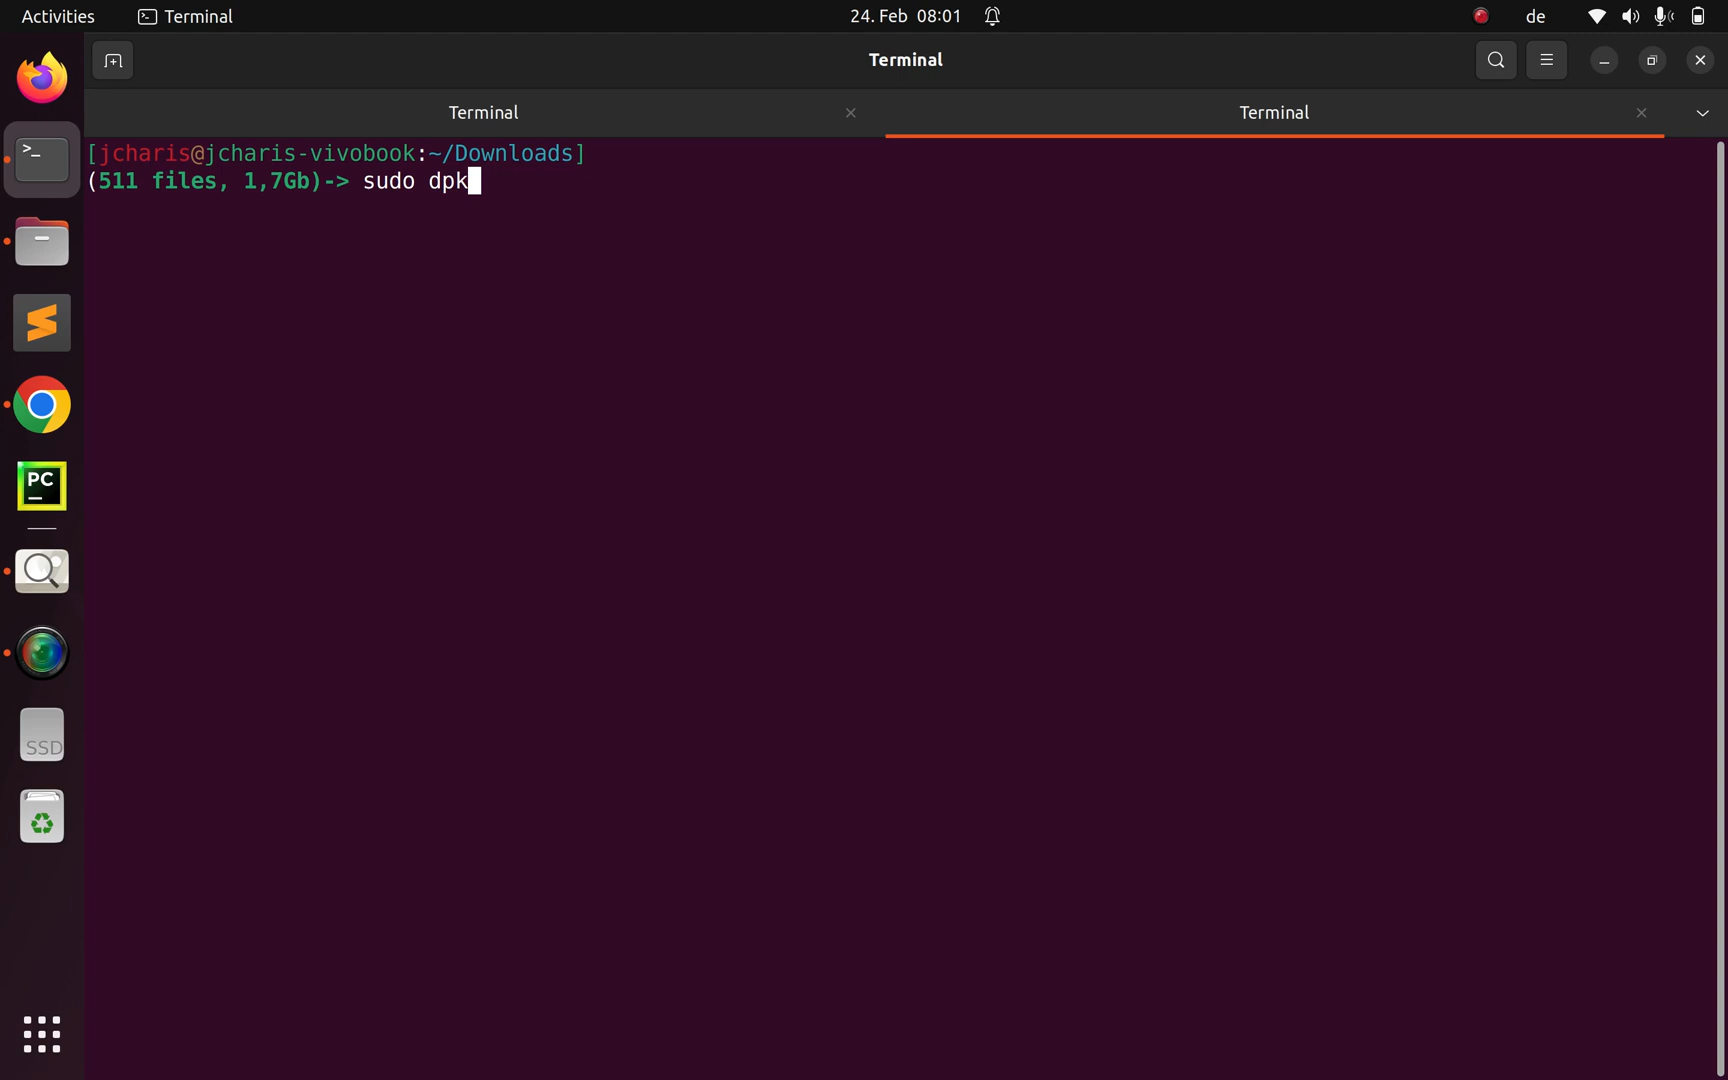 Activities
Terminal
24. Feb 08:01
de
Terminal
Terminal
Terminal
[jcharis@jcharis-vivobook:~/Downloads]
(511 files, 1,7Gb)-> sudo dpk
>_
PC
SSD